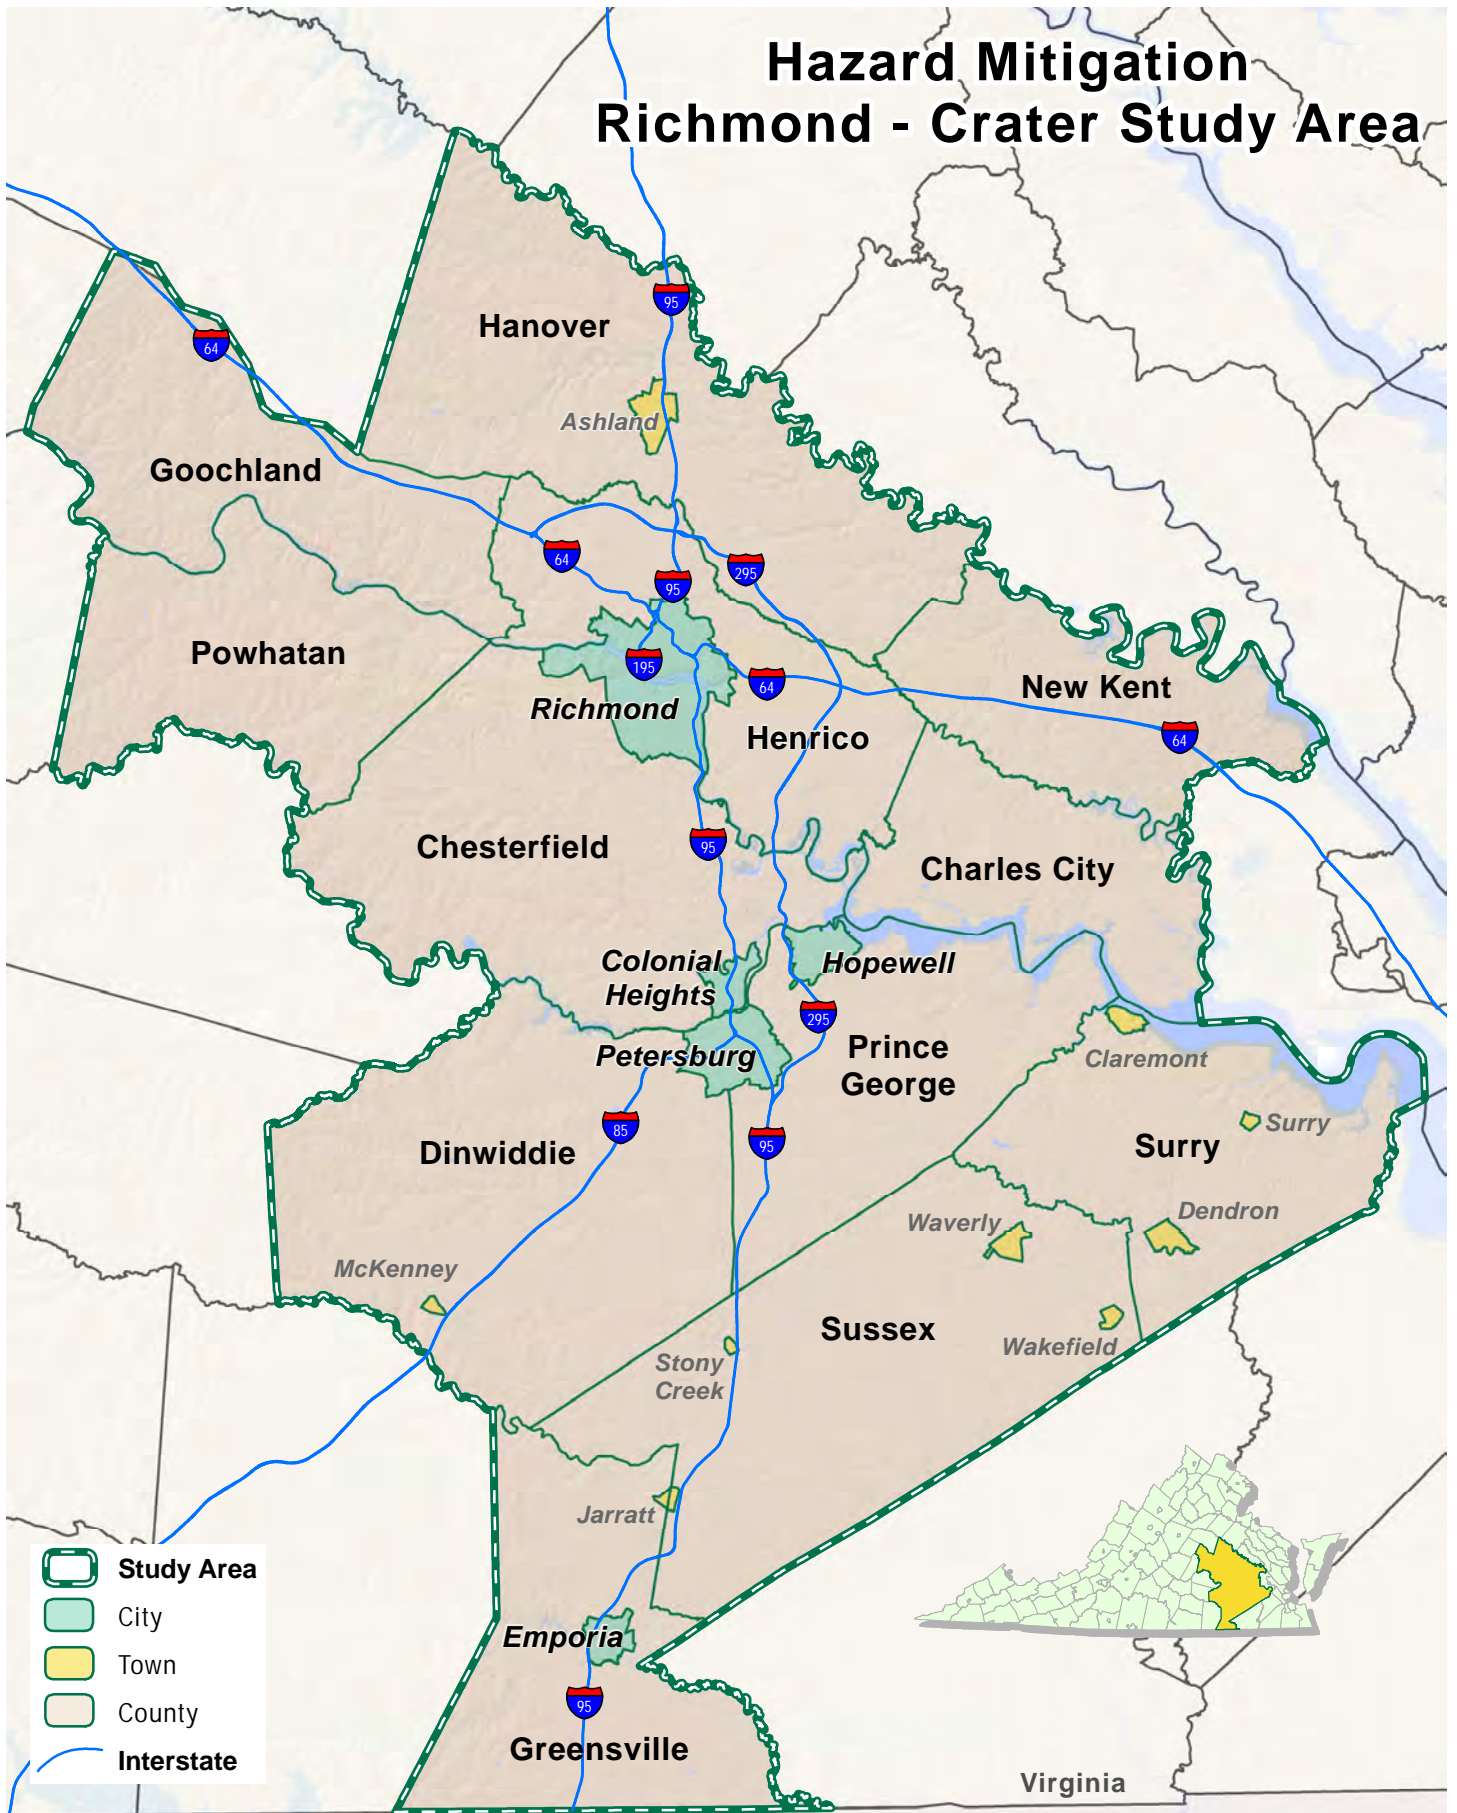 Hazard Mitigation
Richmond - Crater Study Area
95
Hanover
64
Ashland
Goochland
64
295
95
Powhatan
195
64
New Kent
Richmond
Henrico
64
95
Chesterfield
Charles City
Colonial
Heights
Hopewell
295
Prince
George
Petersburg
Claremont
85
95
Surry
Surry
Dinwiddie
Waverly
Dendron
McKenney
Sussex
Wakefield
Stony
Creek
Jarratt
Emporia
95
Greensville
Virginia
Study Area
City
Town
County
Interstate